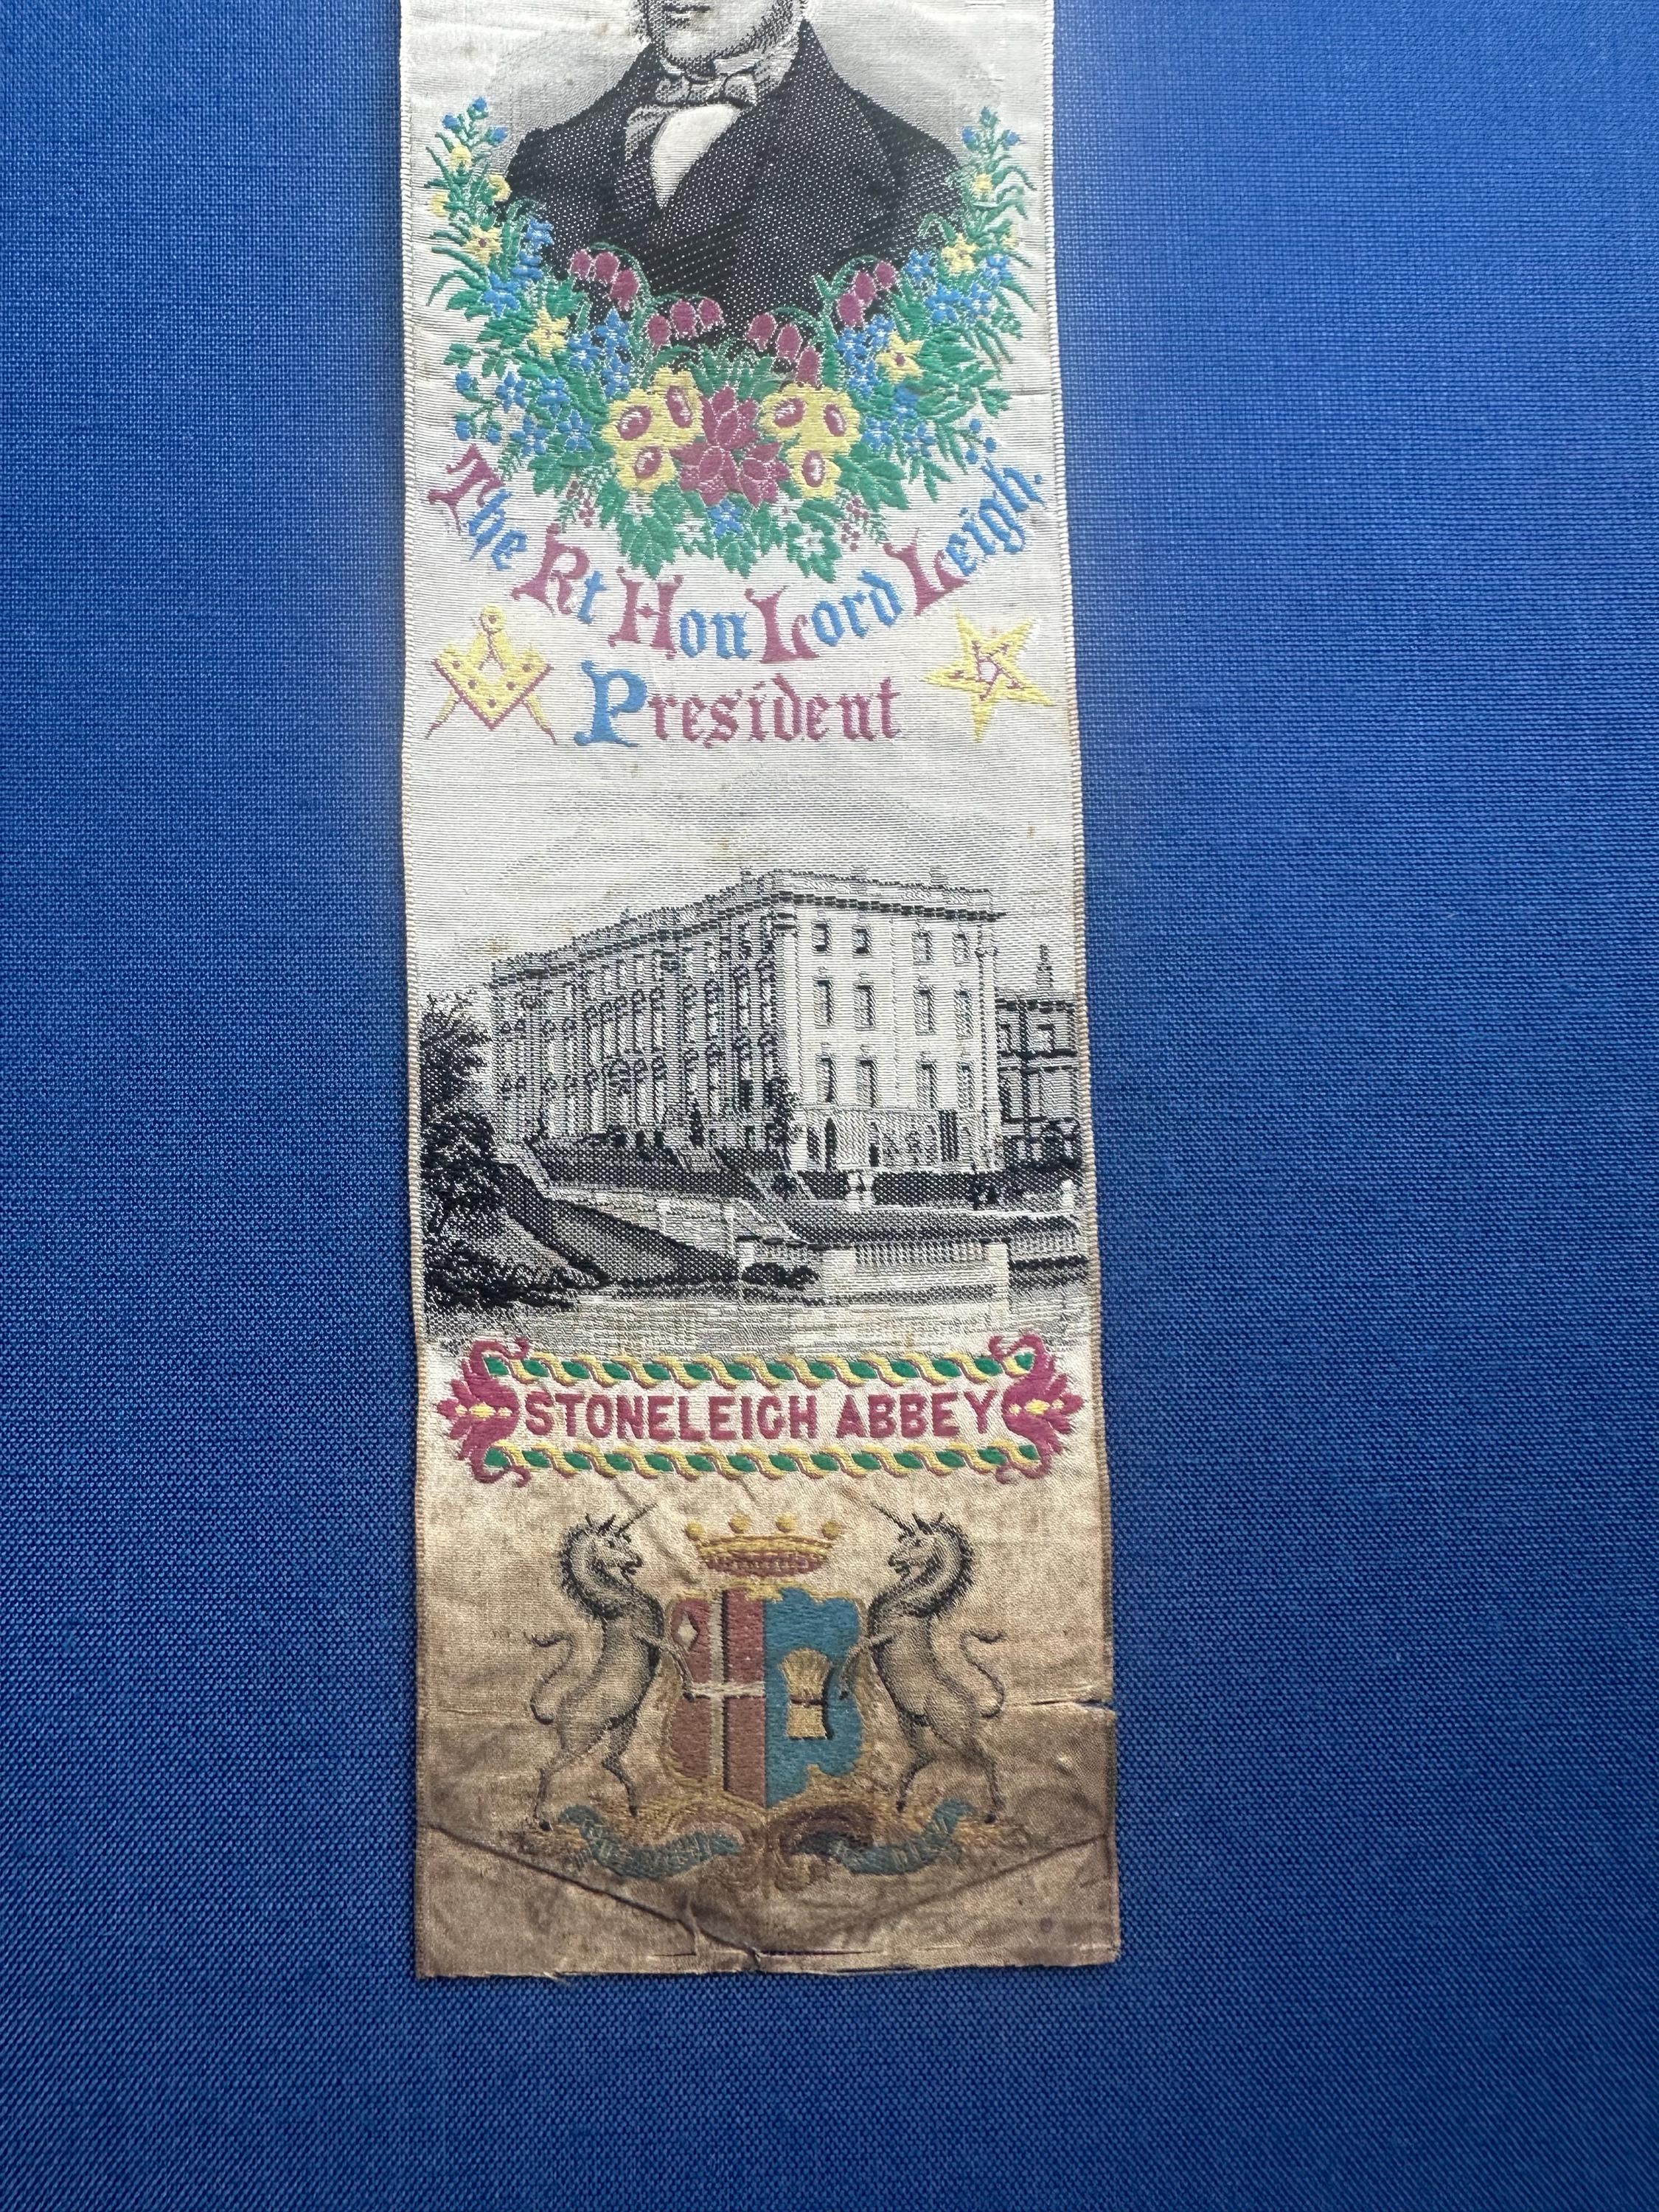 The Rt Hon Lord Leigh.
President
STONELEIGH ABBEY